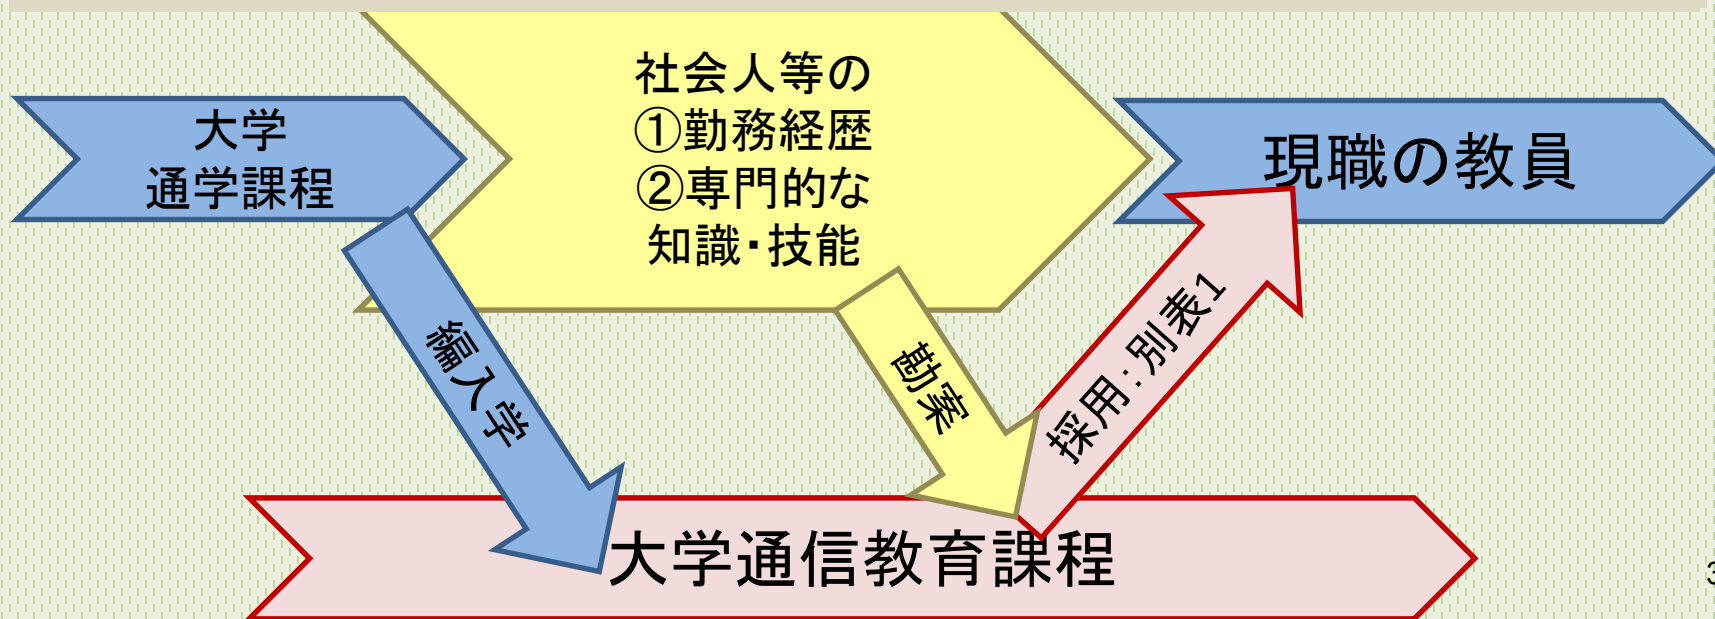 大学
通学課程
社会人等の
①勤務経歴
②専門的な
知識・技能
現職の教員
編入学
勘案
採用:別表1
大学通信教育課程